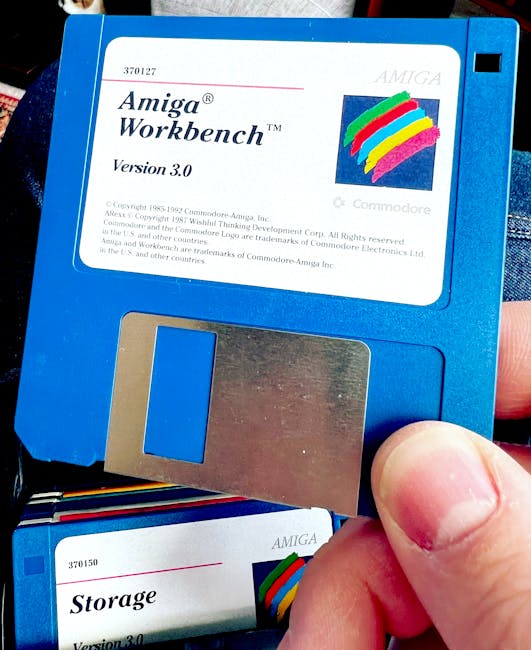 370127
AMIGA
Amiga®
Workbench™
Version 3.0
© Copyright 1985-1992 Commodore-Amiga, Inc.
ARexx © Copyright 1987 Wishful Thinking Development Corp. All Rights reserved
Commodore and the Commodore Logo are trademarks of Commodore Electronics Ltd.
in the U.S. and other countries.
Amiga and Workbench are trademarks of Commodore-Amiga Inc
in the U.S. and other countries.
Commodore
370150
AMIGA
Storage
Version 3.0